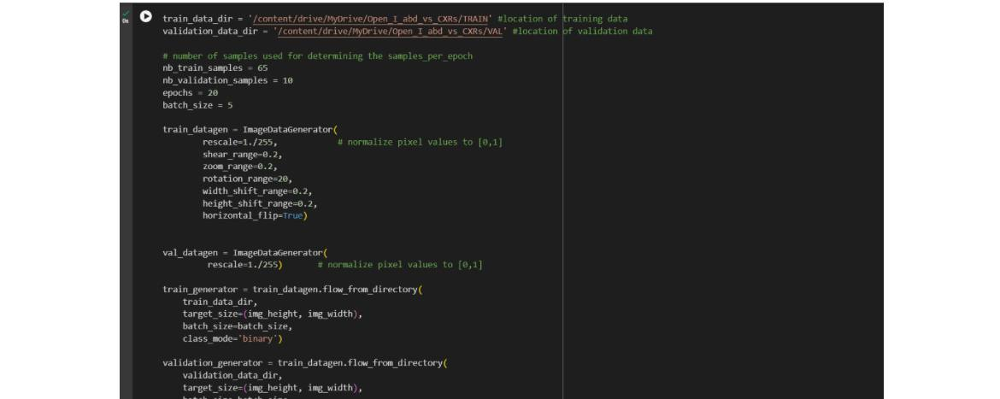 0s
train_data_dir = '/content/drive/MyDrive/Open_I_abd_vs_CXRs/TRAIN' #location of training data
validation_data_dir = '/content/drive/MyDrive/Open_I_abd_vs_CXRs/VAL' #location of validation data
# number of samples used for determining the samples_per_epoch
nb_train_samples = 65
nb_validation_samples = 10
epochs = 20
batch_size = 5
train_datagen = ImageDataGenerator(
rescale=1./255, # normalize pixel values to [0,1]
shear_range=0.2,
zoom_range=0.2,
rotation_range=20,
width_shift_range=0.2,
height_shift_range=0.2,
horizontal_flip=True)
val_datagen = ImageDataGenerator(
rescale=1./255) # normalize pixel values to [0,1]
train_generator = train_datagen.flow_from_directory(
train_data_dir,
target_size=(img_height, img_width),
batch_size=batch_size,
class_mode='binary')
validation_generator = train_datagen.flow_from_directory(
validation_data_dir,
target_size=(img_height, img_width),